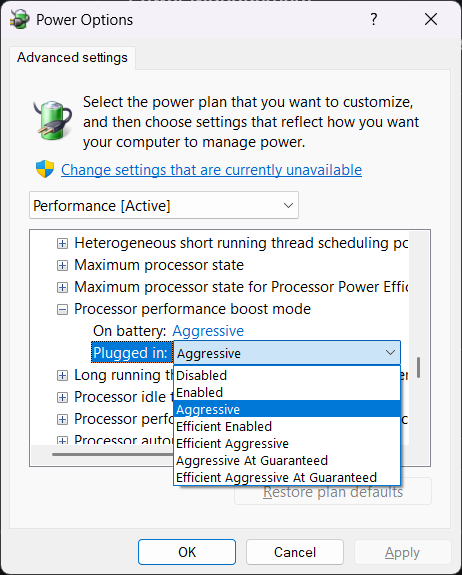 Power Options
?
Advanced settings
Select the power plan that you want to customize,
and then choose settings that reflect how you want
your computer to manage power.
Change settings that are currently unavailable
Performance [Active]
Heterogeneous short running thread scheduling po
Maximum processor state
Maximum processor state for Processor Power Effic
Processor performance boost mode
On battery: Aggressive
Plugged in: Aggressive
Disabled
Enabled
Aggressive
Efficient Enabled
Efficient Aggressive
Aggressive At Guaranteed
Efficient Aggressive At Guaranteed
Long running th
Processor idle
Processor perfo
Processor auto
Restore plan defaults
OK
Cancel
Apply